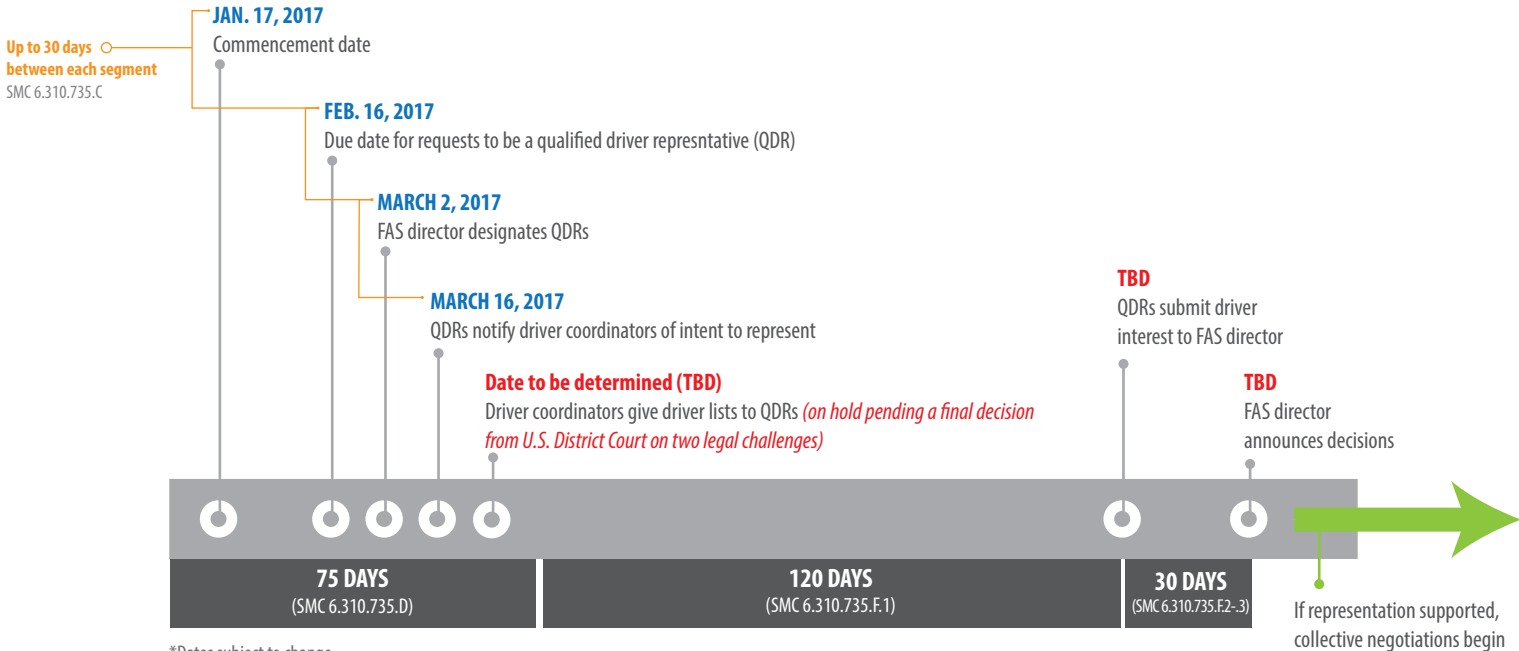 JAN. 17, 2017
Commencement date
Up to 30 days
between each segment
SMC 6.310.735.C
FEB. 16, 2017
Due date for requests to be a qualified driver represntative (QDR)
MARCH 2, 2017
FAS director designates QDRs
MARCH 16, 2017
QDRs notify driver coordinators of intent to represent
Date to be determined (TBD)
Driver coordinators give driver lists to QDRs (on hold pending a final decision
from U.S. District Court on two legal challenges)
TBD
QDRs submit driver
interest to FAS director
TBD
FAS director
announces decisions
75 DAYS
(SMC 6.310.735.D)
120 DAYS
(SMC 6.310.735.F.1)
30 DAYS
(SMC 6.310.735.F.2-.3)
If representation supported,
collective negotiations begin
*Dates subject to change